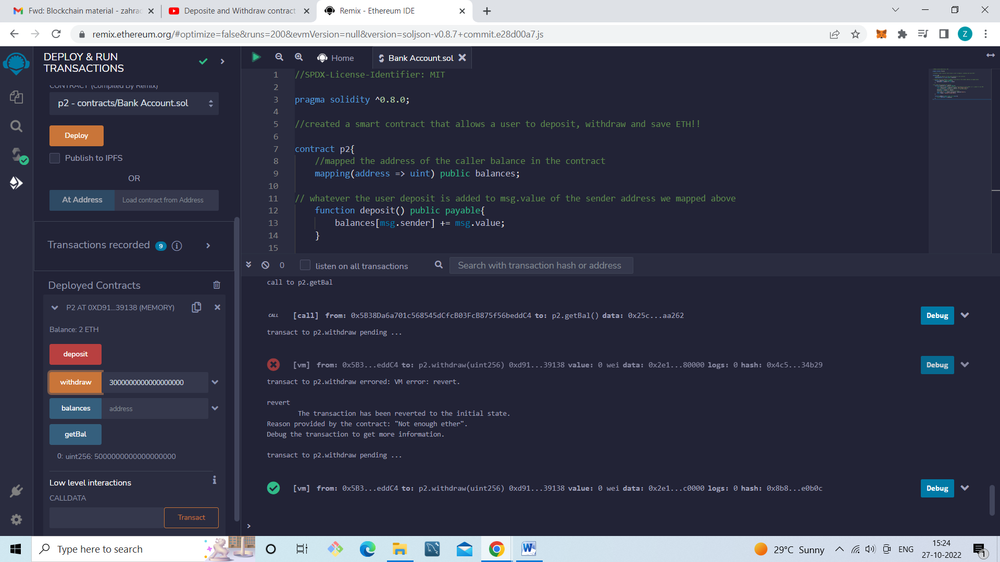 Fwd: Blockchain material - zahrac
Deposite and Withdraw contract
Remix - Ethereum IDE
remix.ethereum.org/#optimize=false&runs=200&evmVersion=null&version=soljson-v0.8.7+commit.e28d00a7.js
Z
DEPLOY & RUN
TRANSACTIONS
CONTRACT (Compiled By Remix)
p2 - contracts/Bank Account.sol
Deploy
Publish to IPFS
OR
At Address
Load contract from Address
Transactions recorded 9
Deployed Contracts
P2 AT 0XD91...39138 (MEMORY)
Balance: 2 ETH
deposit
withdraw
3000000000000000000
balances
address
getBal
0: uint256: 5000000000000000000
Low level interactions
CALLDATA
Transact
Home
Bank Account.sol
1 //SPDX-License-Identifier: MIT
2
3 pragma solidity ^0.8.0;
4
5 //created a smart contract that allows a user to deposit, withdraw and save ETH!!
6
7 contract p2{
8 //mapped the address of the caller balance in the contract
9 mapping(address => uint) public balances;
10
11 // whatever the user deposit is added to msg.value of the sender address we mapped above
12 function deposit() public payable{
13 balances[msg.sender] += msg.value;
14 }
15
0
listen on all transactions
Search with transaction hash or address
call to p2.getBal
CALL [call] from: 0x5B38Da6a701c568545dCfcB03FcB875f56beddC4 to: p2.getBal() data: 0x25c...aa262
Debug
transact to p2.withdraw pending ...
[vm] from: 0x5B3...eddC4 to: p2.withdraw(uint256) 0xd91...39138 value: 0 wei data: 0x2e1...80000 logs: 0 hash: 0x4c5...34b29
Debug
transact to p2.withdraw errored: VM error: revert.
revert
The transaction has been reverted to the initial state.
Reason provided by the contract: "Not enough ether".
Debug the transaction to get more information.
transact to p2.withdraw pending ...
[vm] from: 0x5B3...eddC4 to: p2.withdraw(uint256) 0xd91...39138 value: 0 wei data: 0x2e1...c0000 logs: 0 hash: 0x8b8...e0b0c
Debug
>
Type here to search
29°C Sunny
ENG
15:24
27-10-2022
1